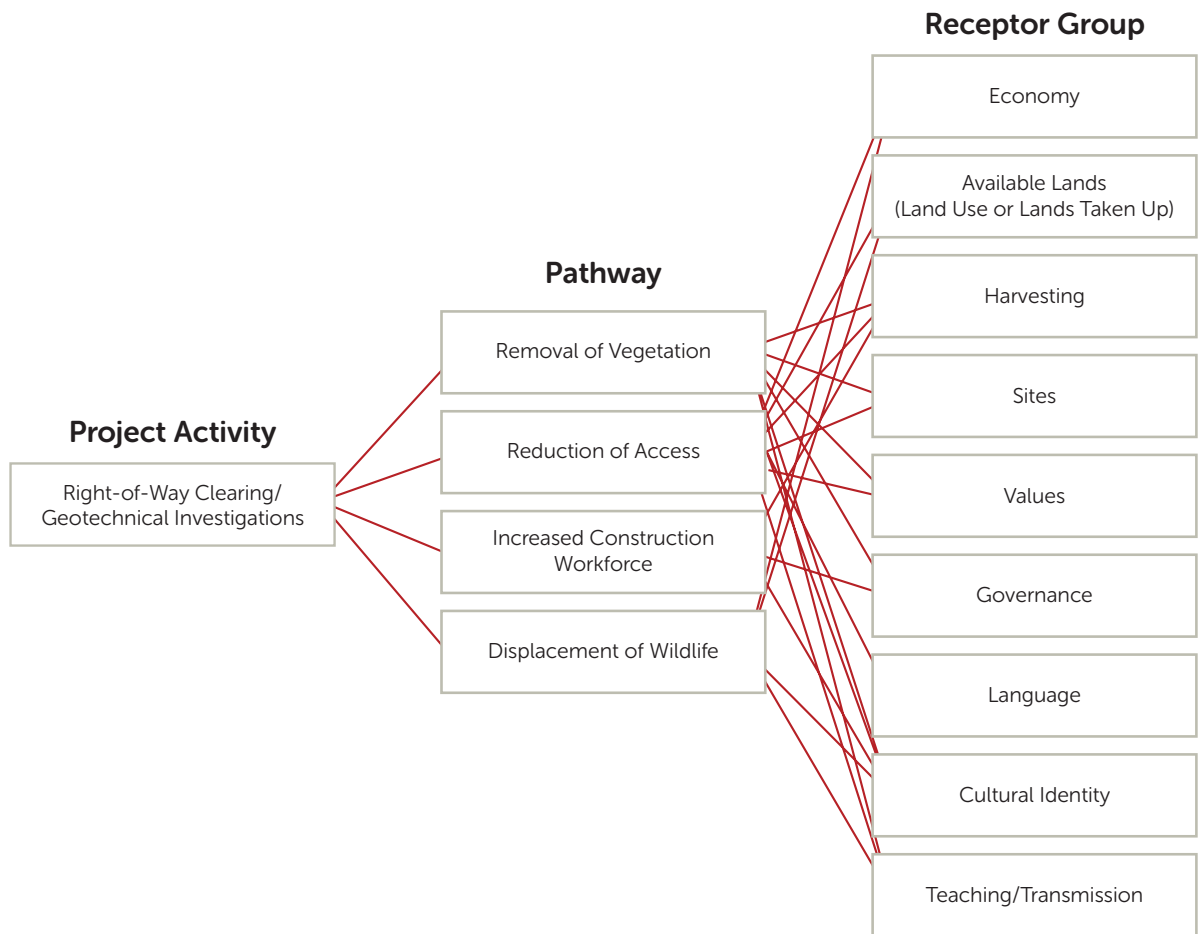 Project Activity
Right-of-Way Clearing/
Geotechnical Investigations
Pathway
Removal of Vegetation
Reduction of Access
Increased Construction
Workforce
Displacement of Wildlife
Receptor Group
Economy
Available Lands
(Land Use or Lands Taken Up)
Harvesting
Sites
Values
Governance
Language
Cultural Identity
Teaching/Transmission